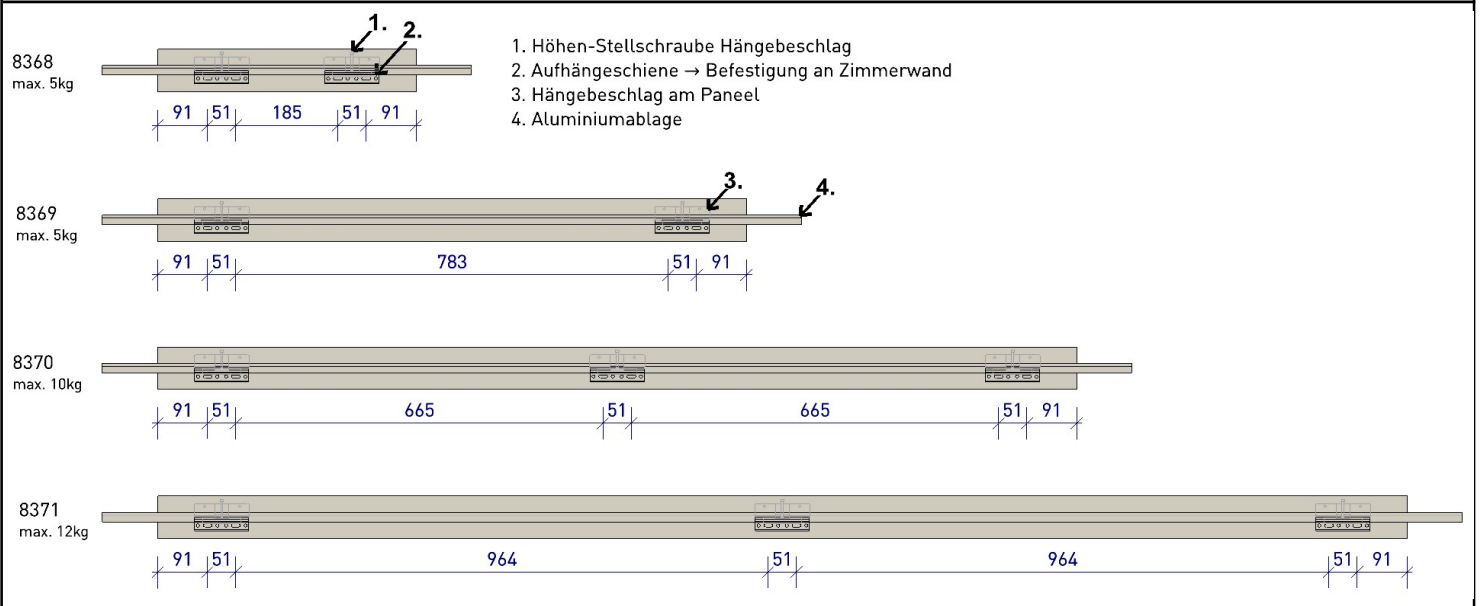 1.
2.
8368
max. 5kg
1. Höhen-Stellschraube Hängebeschlag
2. Aufhängeschiene → Befestigung an Zimmerwand
3. Hängebeschlag am Paneel
4. Aluminiumablage
91 51 185 51 91
3.
4.
8369
max. 5kg
91 51 783 51 91
8370
max. 10kg
91 51 665 51 665 51 91
8371
max. 12kg
91 51 964 51 964 51 91